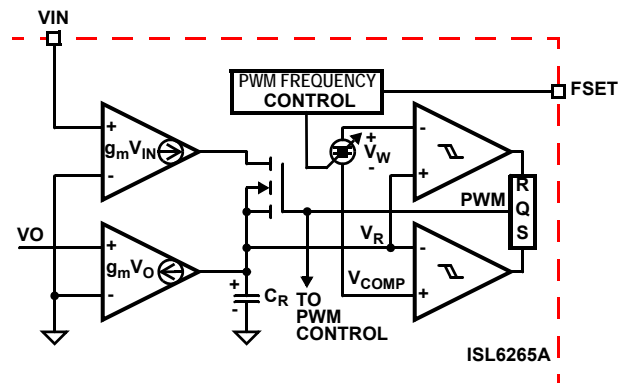 VIN
PWM FREQUENCY
CONTROL
FSET
+
gmVIN
-
+
VW
-
-
+
R
Q
S
PWM
VO
+
gmVO
-
VR
-
VCOMP
+
+
CR
-
TO
PWM
CONTROL
ISL6265A